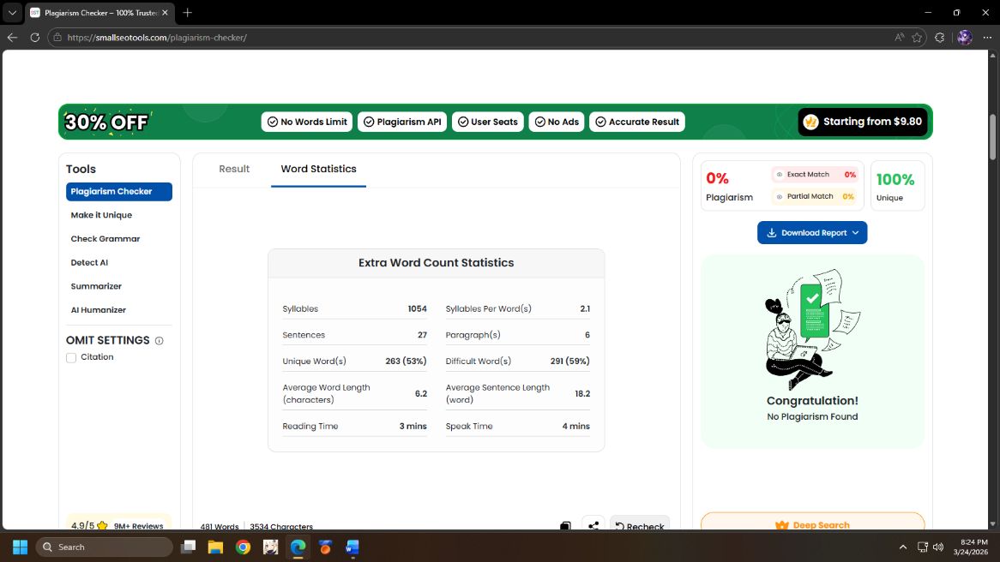 Plagiarism Checker – 100% Trusted
https://smallseotools.com/plagiarism-checker/
30% OFF
No Words Limit
Plagiarism API
User Seats
No Ads
Accurate Result
Starting from $9.80
Tools
Plagiarism Checker
Make it Unique
Check Grammar
Detect AI
Summarizer
AI Humanizer
OMIT SETTINGS
Citation
4.9/5 9M+ Reviews
Result
Word Statistics
Extra Word Count Statistics
Syllables 1054
Syllables Per Word(s) 2.1
Sentences 27
Paragraph(s) 6
Unique Word(s) 263 (53%)
Difficult Word(s) 291 (59%)
Average Word Length
(characters) 6.2
Average Sentence Length
(word) 18.2
Reading Time 3 mins
Speak Time 4 mins
481 Words 3534 Characters
Recheck
0%
Plagiarism
Exact Match 0%
Partial Match 0%
100%
Unique
Download Report
Congratulation!
No Plagiarism Found
Deep Search
Search
8:24 PM
3/24/2026